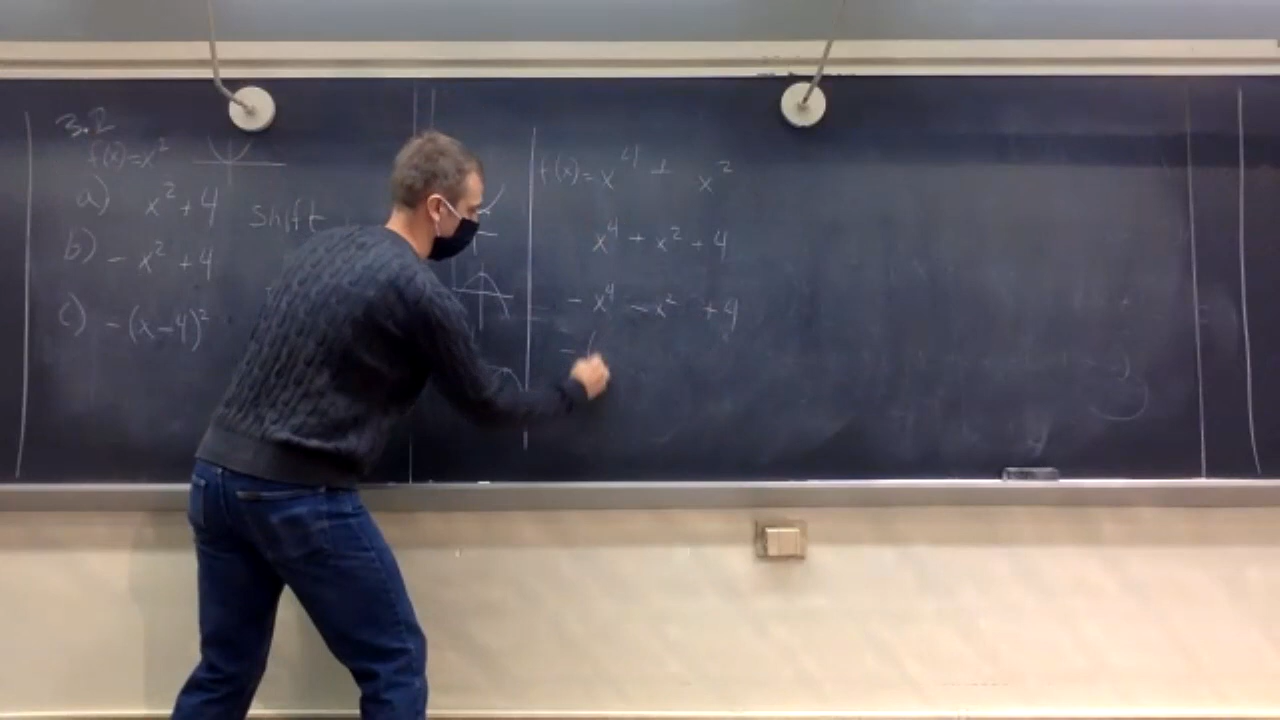 3.2
f(x)=x²
a) x²+4 shift
b) -x²+4
c) -(x-4)²
f(x)=x⁴+ x²
x⁴+x²+4
-x⁴-x²+4
-(